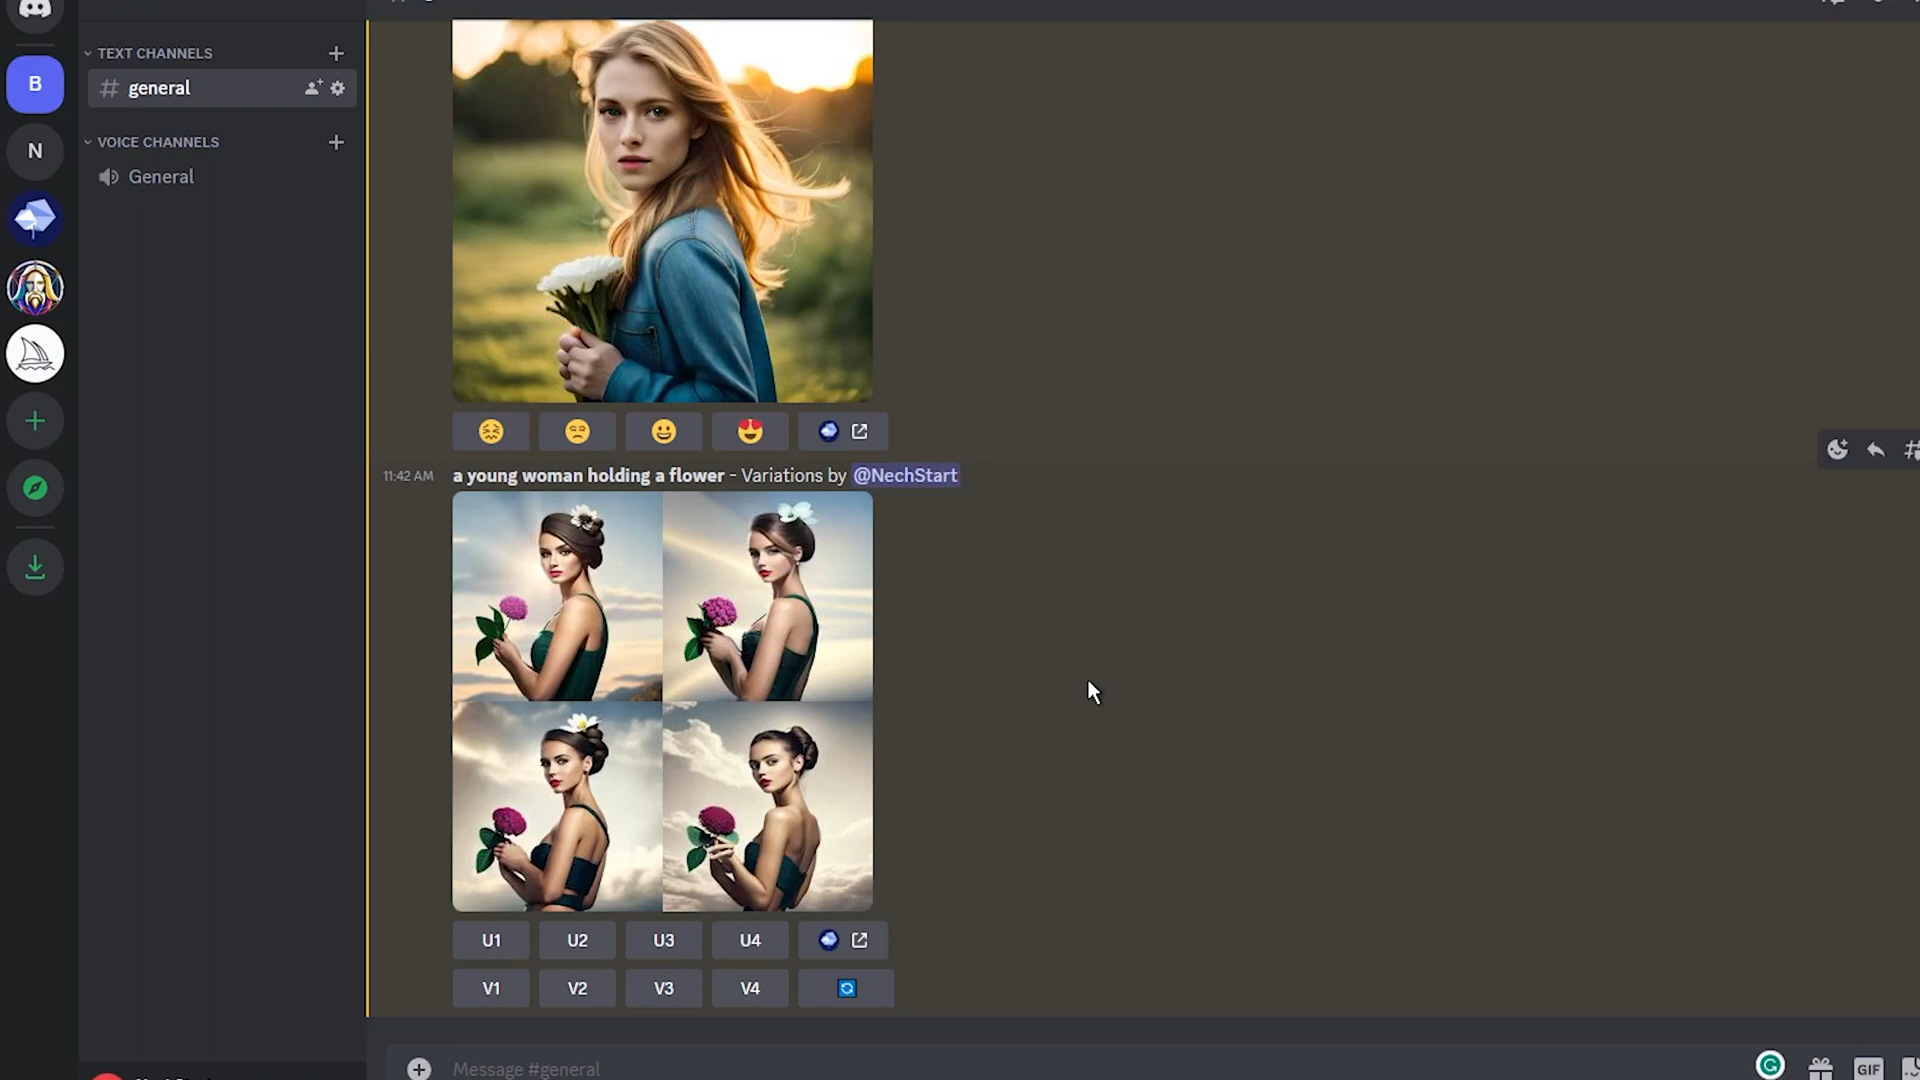 TEXT CHANNELS
general
VOICE CHANNELS
General
B
N
11:42 AM a young woman holding a flower - Variations by @NechStart
U1 U2 U3 U4
V1 V2 V3 V4
Message #general
GIF